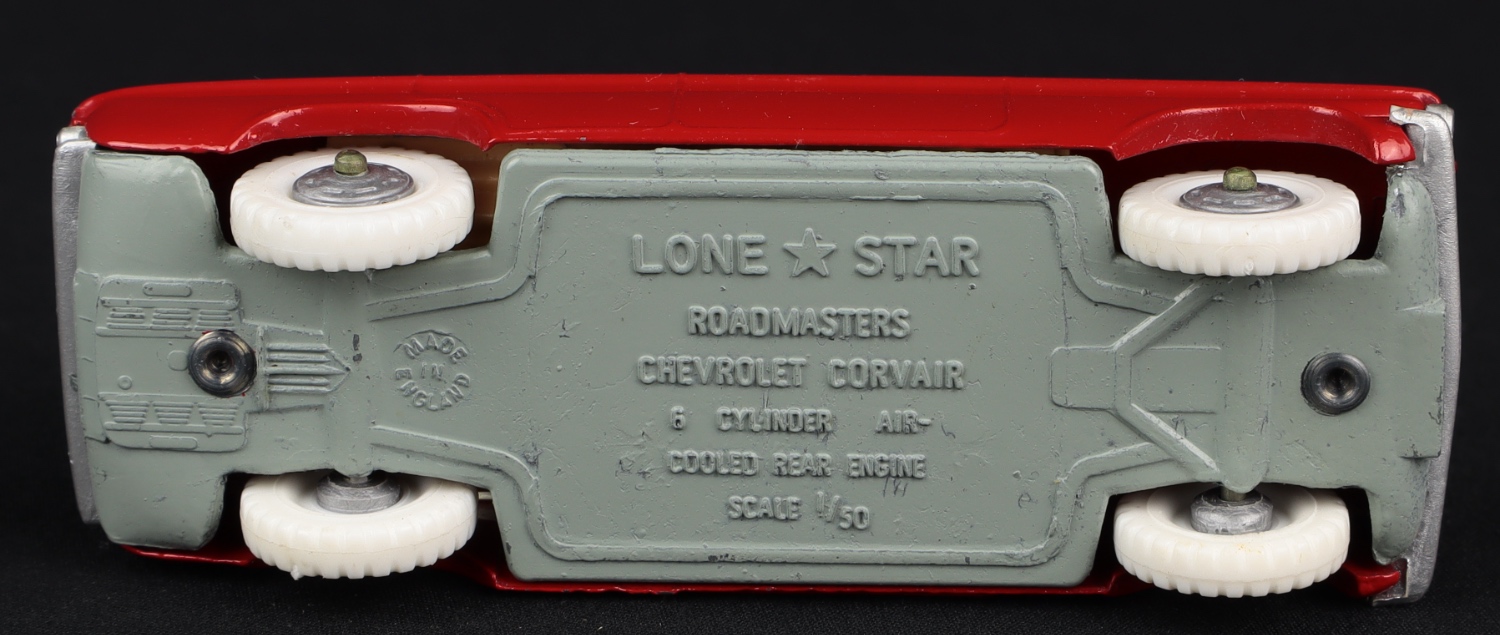 LONE ★ STAR
ROADMASTERS
CHEVROLET CORVAIR
6 CYLINDER AIR-
COOLED REAR ENGINE
SCALE 1/50
MADE
IN
ENGLAND